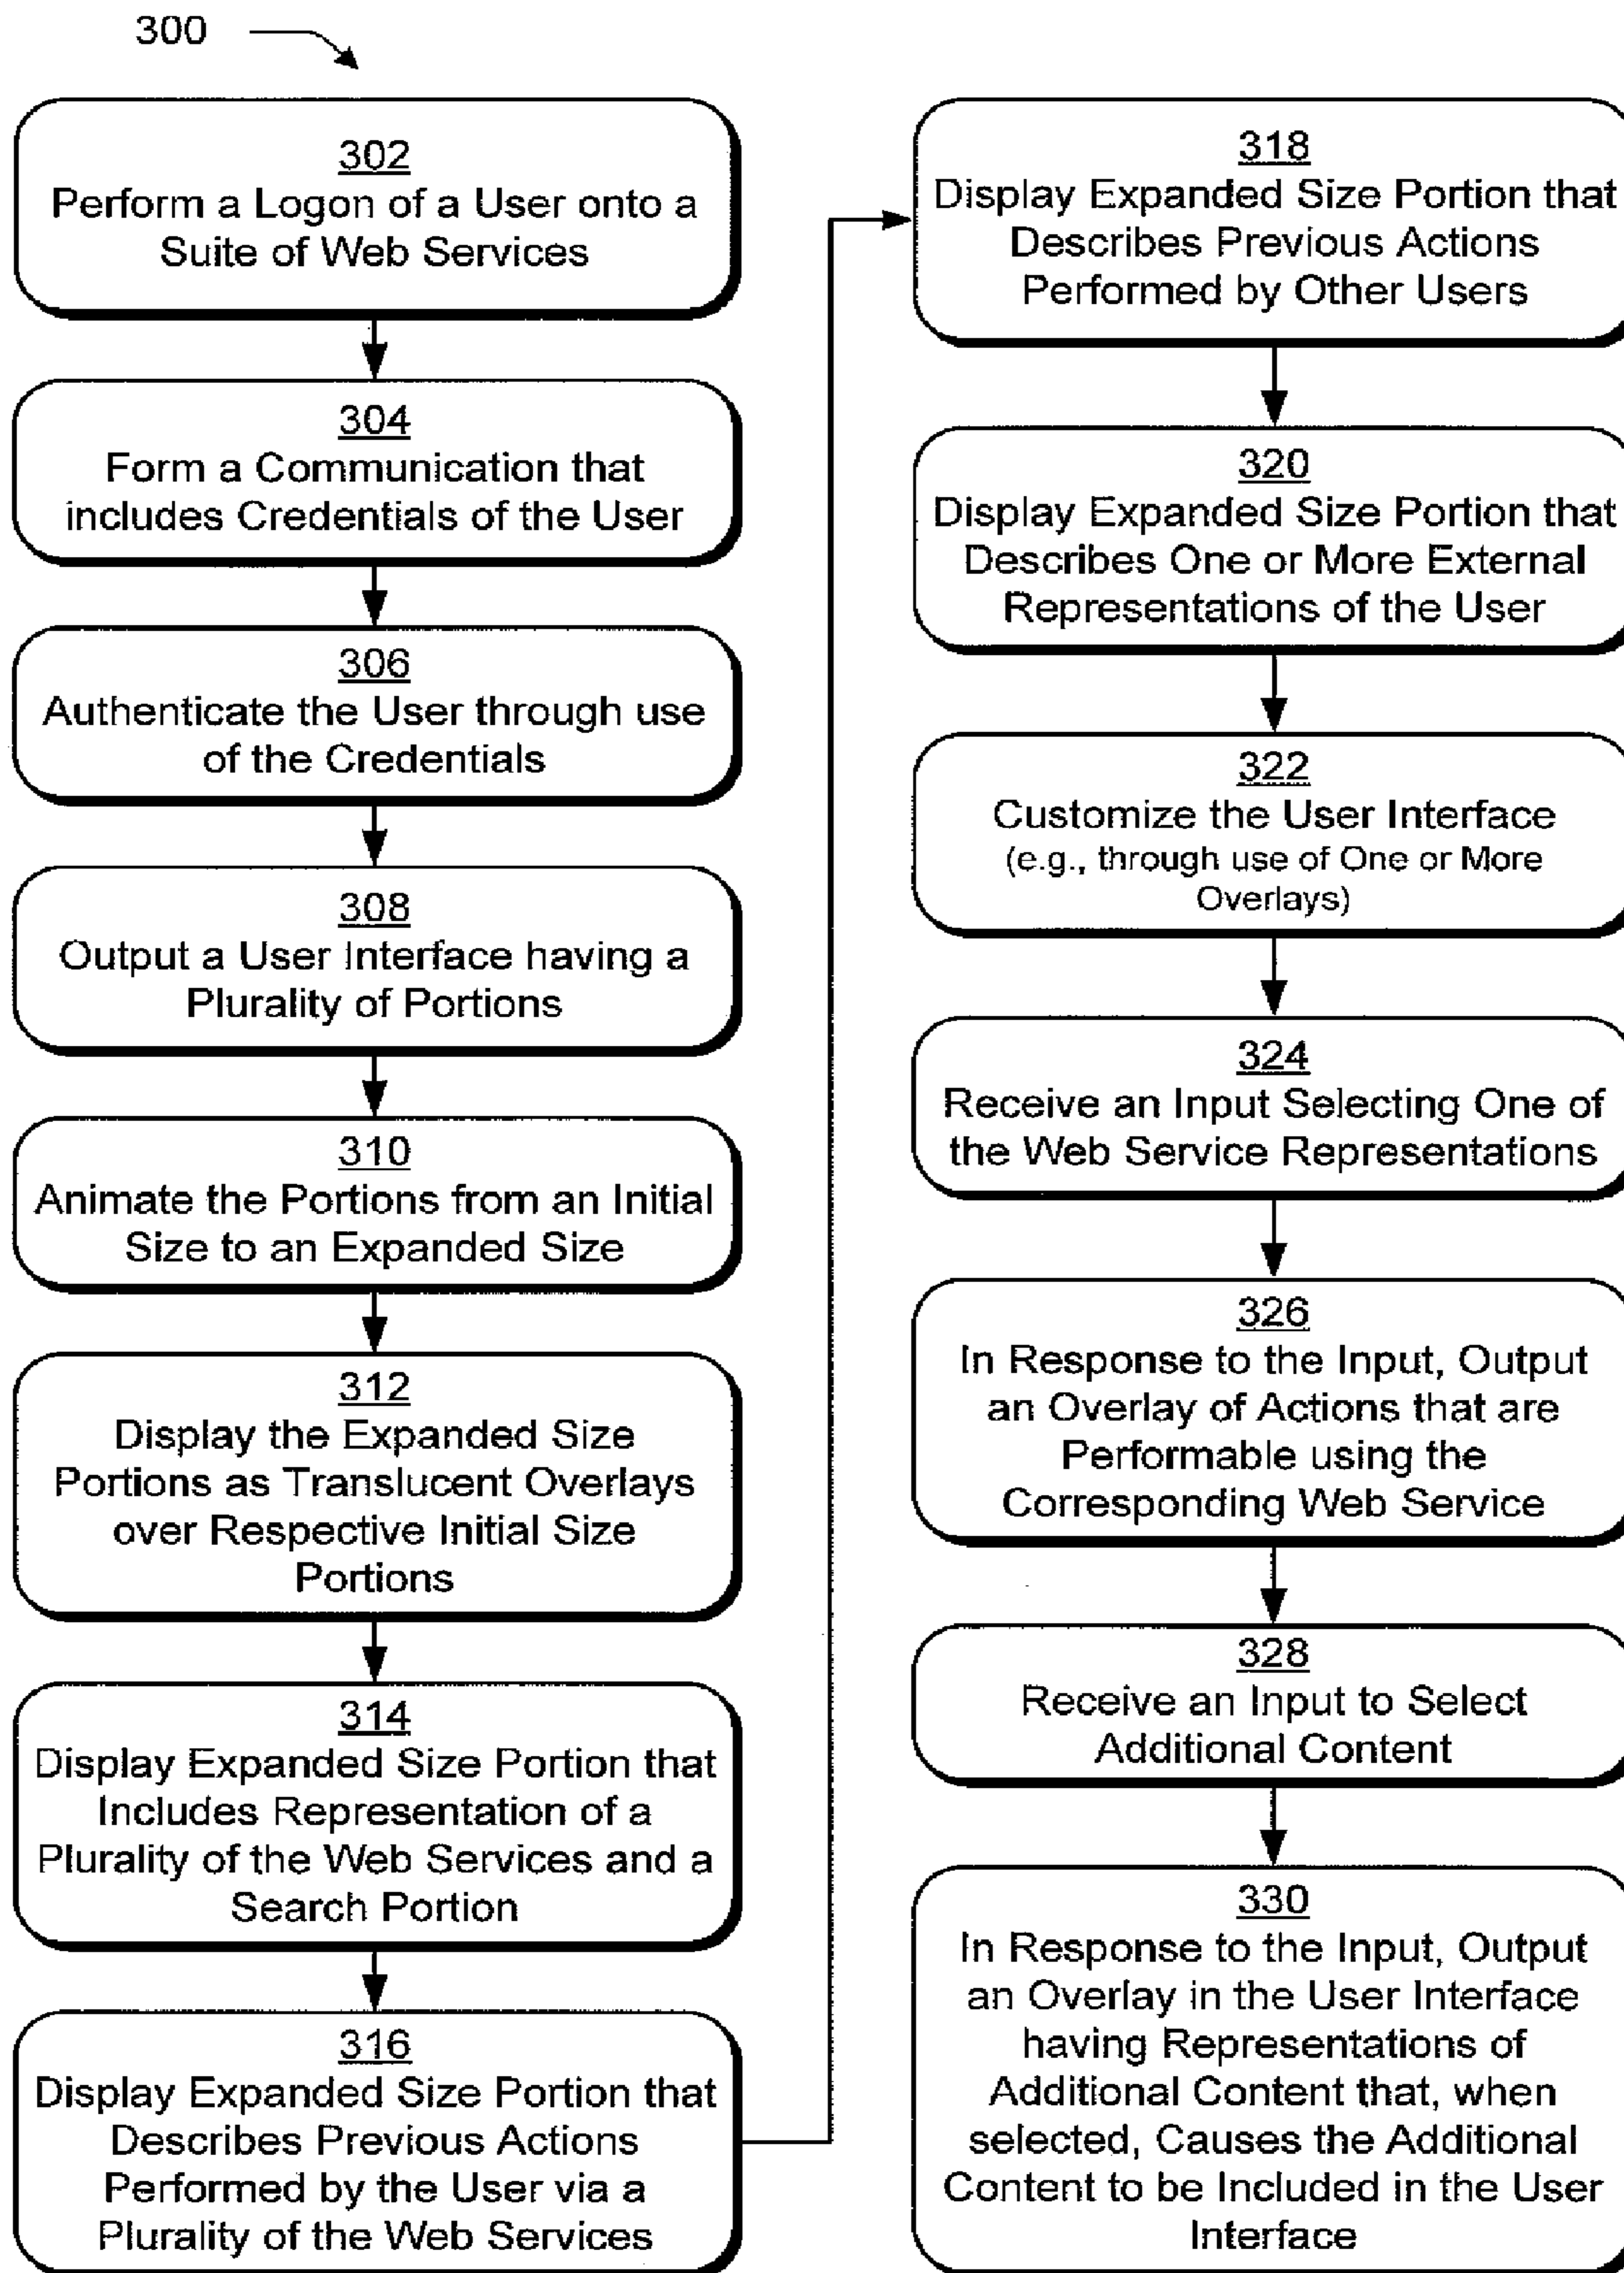 300
302
Perform a Logon of a User onto a
Suite of Web Services
304
Form a Communication that
includes Credentials of the User
306
Authenticate the User through use
of the Credentials
308
Output a User Interface having a
Plurality of Portions
310
Animate the Portions from an Initial
Size to an Expanded Size
312
Display the Expanded Size
Portions as Translucent Overlays
over Respective Initial Size
Portions
314
Display Expanded Size Portion that
Includes Representation of a
Plurality of the Web Services and a
Search Portion
316
Display Expanded Size Portion that
Describes Previous Actions
Performed by the User via a
Plurality of the Web Services
318
Display Expanded Size Portion that
Describes Previous Actions
Performed by Other Users
320
Display Expanded Size Portion that
Describes One or More External
Representations of the User
322
Customize the User Interface
(e.g., through use of One or More
Overlays)
324
Receive an Input Selecting One of
the Web Service Representations
326
In Response to the Input, Output
an Overlay of Actions that are
Performable using the
Corresponding Web Service
328
Receive an Input to Select
Additional Content
330
In Response to the Input, Output
an Overlay in the User Interface
having Representations of
Additional Content that, when
selected, Causes the Additional
Content to be Included in the User
Interface